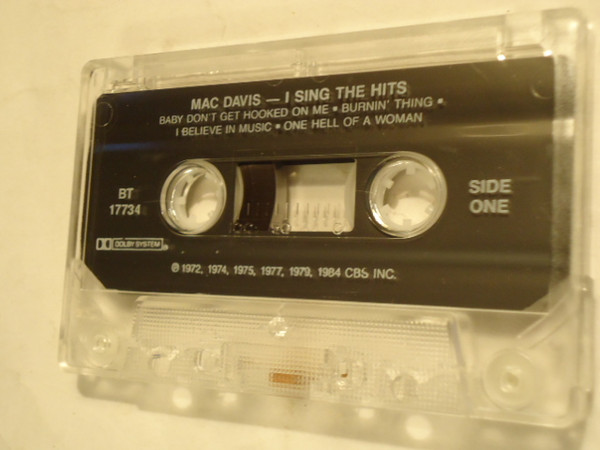 MAC DAVIS — I SING THE HITS
BABY DON'T GET HOOKED ON ME • BURNIN' THING •
I BELIEVE IN MUSIC • ONE HELL OF A WOMAN
BT
17734
SIDE
ONE
DOLBY SYSTEM
℗ 1972, 1974, 1975, 1977, 1979, 1984 CBS INC.